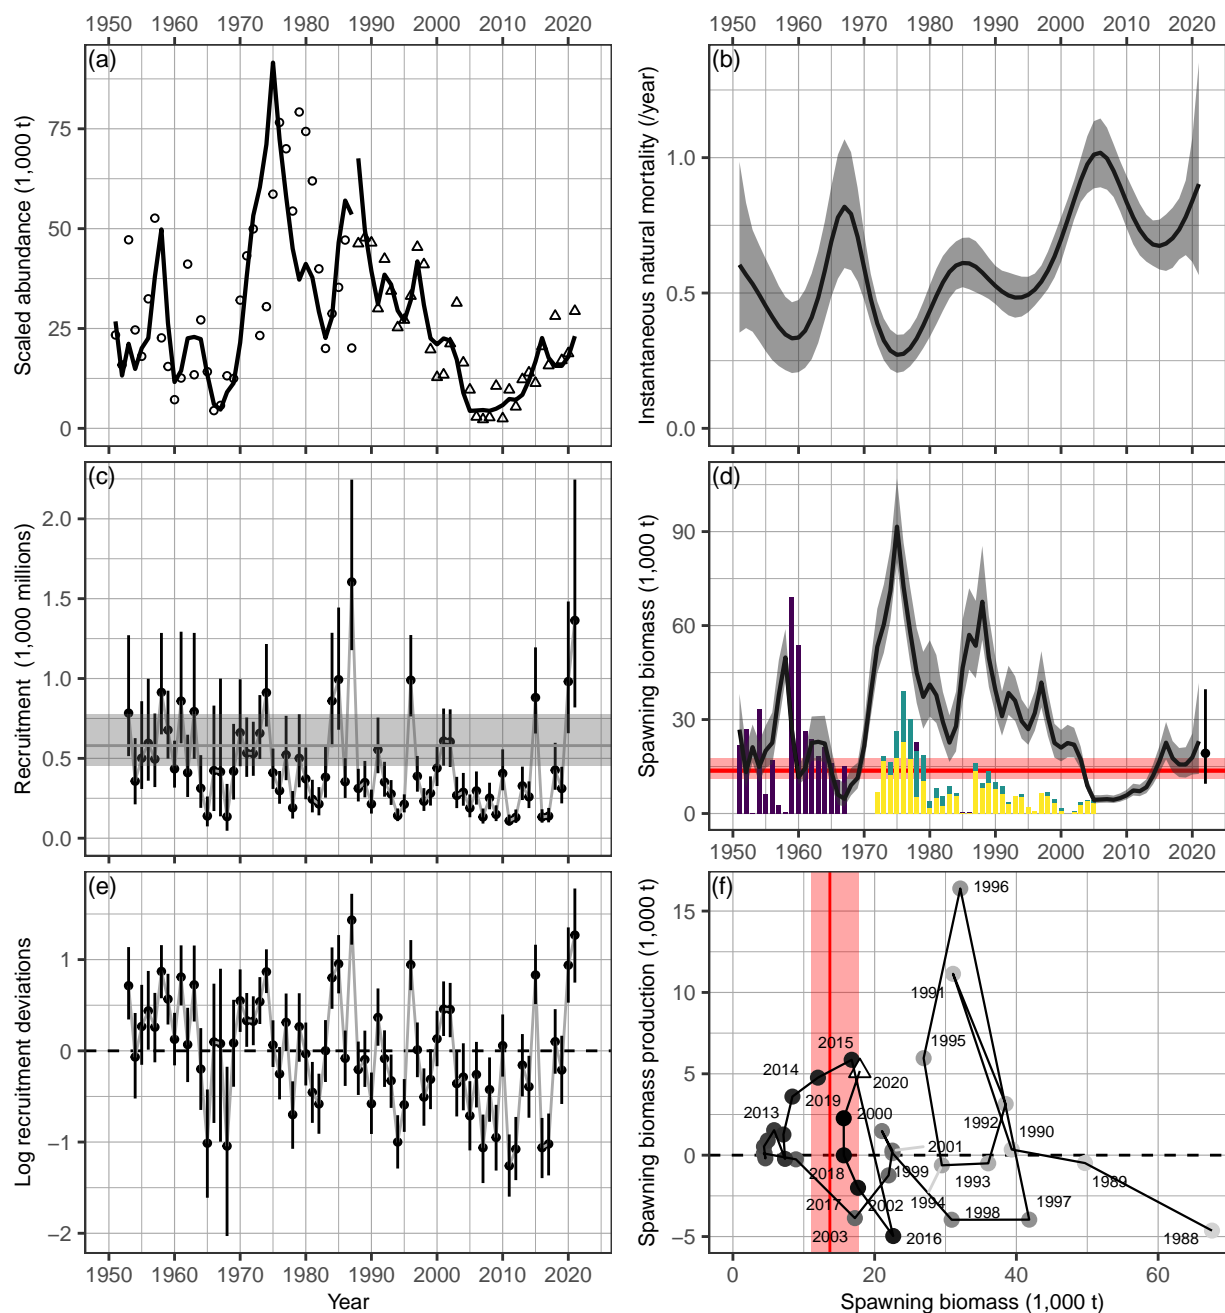 1950 1960 1970 1980 1990 2000 2010 2020
1950 1960 1970 1980 1990 2000 2010 2020
(a)
75
50
25
0
Scaled abundance (1,000 t)
(b)
1.0
0.5
0.0
Instantaneous natural mortality (/year)
(c)
2.0
1.5
1.0
0.5
0.0
Recruitment (1,000 millions)
(d)
90
60
30
0
Spawning biomass (1,000 t)
1950 1960 1970 1980 1990 2000 2010 2020
(e)
1
0
−1
−2
Log recruitment deviations
1950 1960 1970 1980 1990 2000 2010 2020
Year
(f)
15
10
5
0
−5
Spawning biomass production (1,000 t)
1996
1991
1995
2015
2014
2020
2019
2013
2000
1992
1990
2001
2018
1999
1993
1989
2017
2002
1994
1998
1997
2003
2016
1988
0 20 40 60
Spawning biomass (1,000 t)